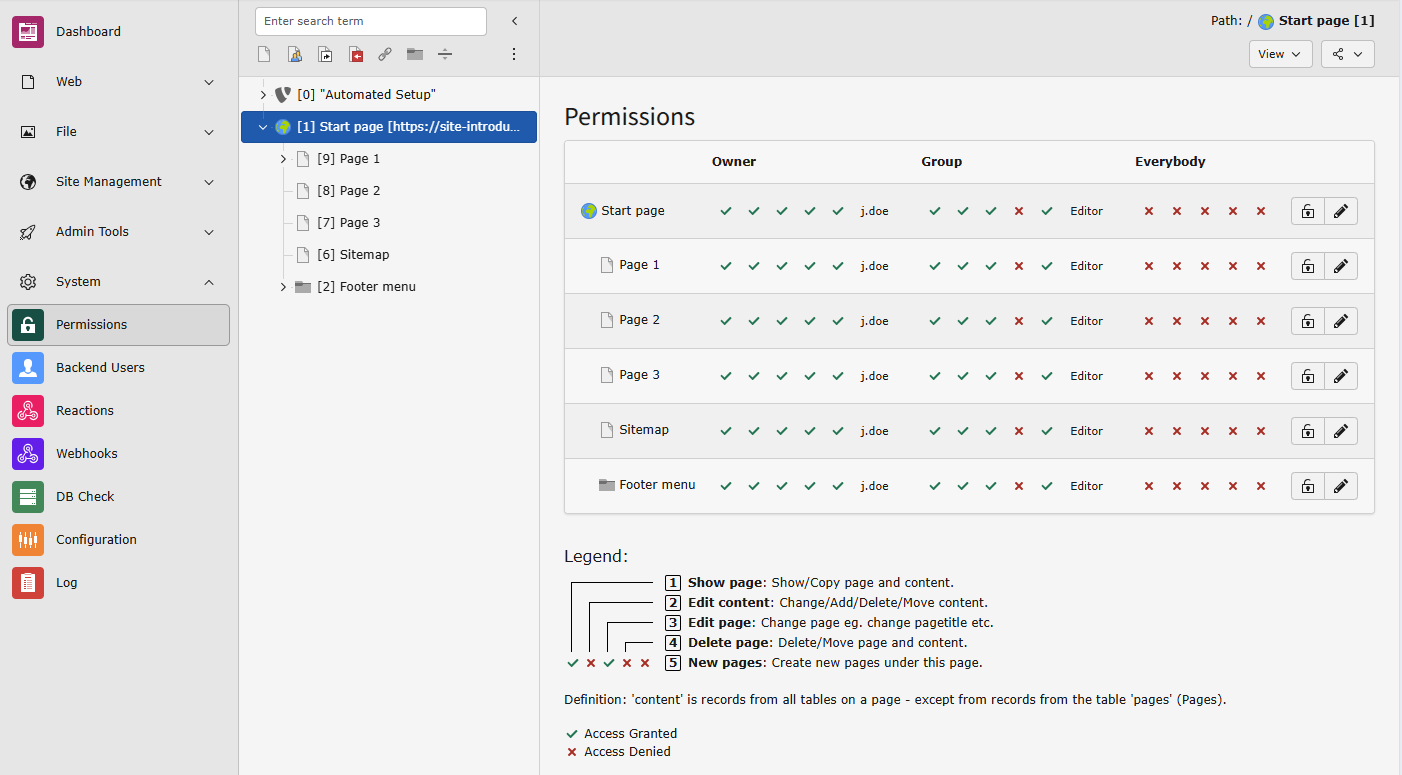 Dashboard
Web
File
Site Management
Admin Tools
System
Permissions
Backend Users
Reactions
Webhooks
DB Check
Configuration
Log
Enter search term
[0] "Automated Setup"
[1] Start page [https://site-introdu...
[9] Page 1
[8] Page 2
[7] Page 3
[6] Sitemap
[2] Footer menu
Path: / Start page [1]
View
Permissions
Owner Group Everybody
Start page j.doe Editor
Page 1 j.doe Editor
Page 2 j.doe Editor
Page 3 j.doe Editor
Sitemap j.doe Editor
Footer menu j.doe Editor
Legend:
1 Show page: Show/Copy page and content.
2 Edit content: Change/Add/Delete/Move content.
3 Edit page: Change page eg. change pagetitle etc.
4 Delete page: Delete/Move page and content.
5 New pages: Create new pages under this page.
Definition: 'content' is records from all tables on a page - except from records from the table 'pages' (Pages).
Access Granted
Access Denied